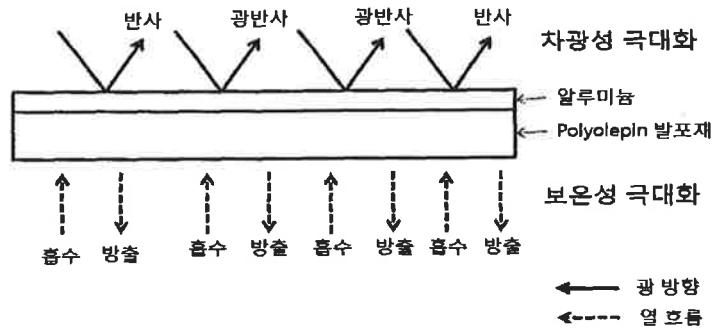 반사 광반사 광반사 반사
차광성 극대화
알루미늄
Polyolepin 발포재
보온성 극대화
흡수 방출 흡수 방출 흡수 방출 흡수 방출
광 방향
열 흐름